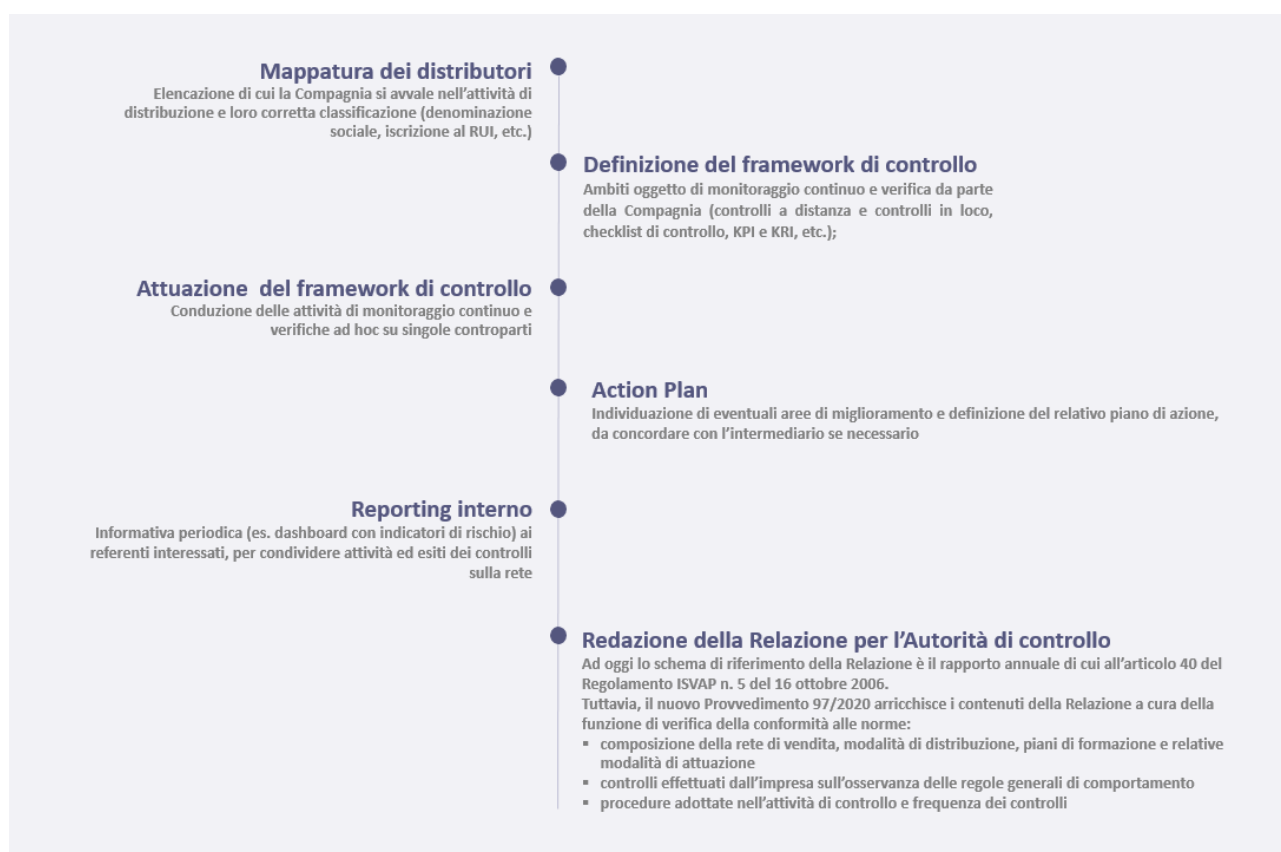 Mappatura dei distributori
Elencazione di cui la Compagnia si avvale nell'attività di
distribuzione e loro corretta classificazione (denominazione
sociale, iscrizione al RUI, etc.)
Definizione del framework di controllo
Ambiti oggetto di monitoraggio continuo e verifica da parte
della Compagnia (controlli a distanza e controlli in loco,
checklist di controllo, KPI e KRI, etc.);
Attuazione del framework di controllo
Conduzione delle attività di monitoraggio continuo e
verifiche ad hoc su singole controparti
Action Plan
Individuazione di eventuali aree di miglioramento e definizione del relativo piano di azione,
da concordare con l'intermediario se necessario
Reporting interno
Informativa periodica (es. dashboard con indicatori di rischio) ai
referenti interessati, per condividere attività ed esiti dei controlli
sulla rete
Redazione della Relazione per l'Autorità di controllo
Ad oggi lo schema di riferimento della Relazione è il rapporto annuale di cui all'articolo 40 del
Regolamento ISVAP n. 5 del 16 ottobre 2006.
Tuttavia, il nuovo Provvedimento 97/2020 arricchisce i contenuti della Relazione a cura della
funzione di verifica della conformità alle norme:
▪ composizione della rete di vendita, modalità di distribuzione, piani di formazione e relative
modalità di attuazione
▪ controlli effettuati dall'impresa sull'osservanza delle regole generali di comportamento
▪ procedure adottate nell'attività di controllo e frequenza dei controlli